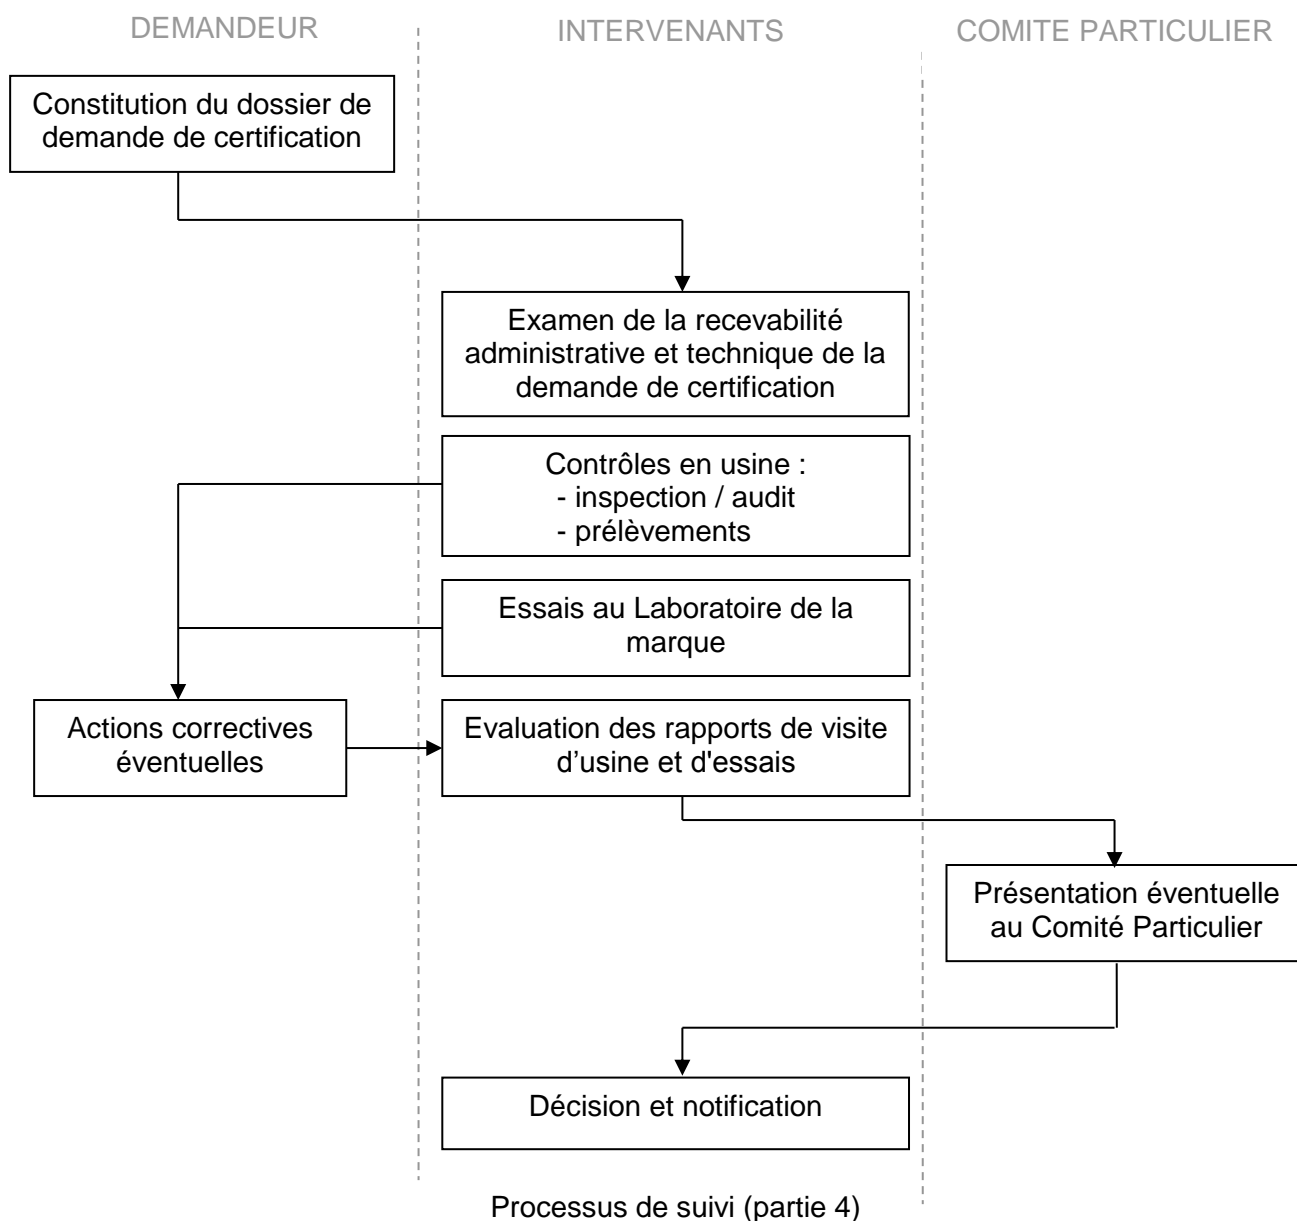 DEMANDEUR
INTERVENANTS
COMITE PARTICULIER
Constitution du dossier de
demande de certification
Examen de la recevabilité
administrative et technique de la
demande de certification
Contrôles en usine :
- inspection / audit
- prélèvements
Essais au Laboratoire de la
marque
Actions correctives
éventuelles
Evaluation des rapports de visite
d’usine et d'essais
Présentation éventuelle
au Comité Particulier
Décision et notification
Processus de suivi (partie 4)